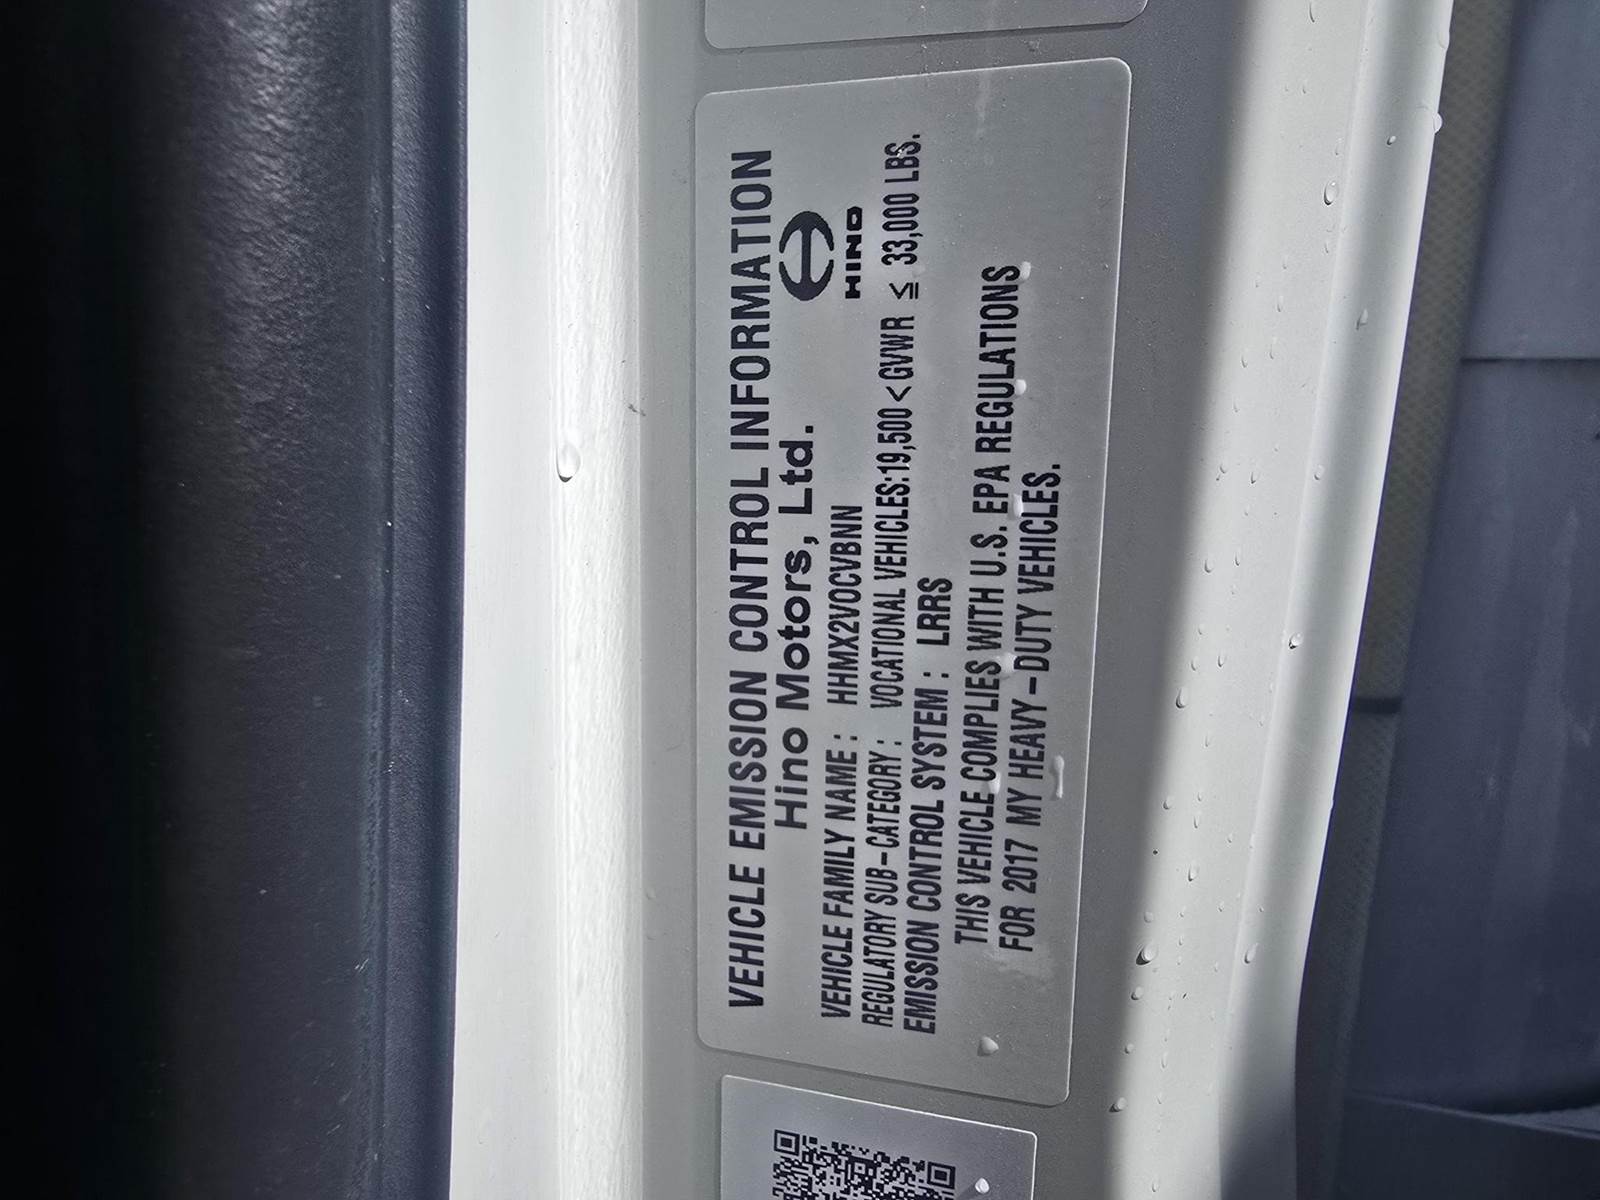 VEHICLE EMISSION CONTROL INFORMATION
Hino Motors, Ltd.
HINO
VEHICLE FAMILY NAME : HHMX2VOCVBNN
REGULATORY SUB-CATEGORY : VOCATIONAL VEHICLES:19,500 < GVWR ≦ 33,000 LBS.
EMISSION CONTROL SYSTEM : LRRS
THIS VEHICLE COMPLIES WITH U.S. EPA REGULATIONS
FOR 2017 MY HEAVY-DUTY VEHICLES.